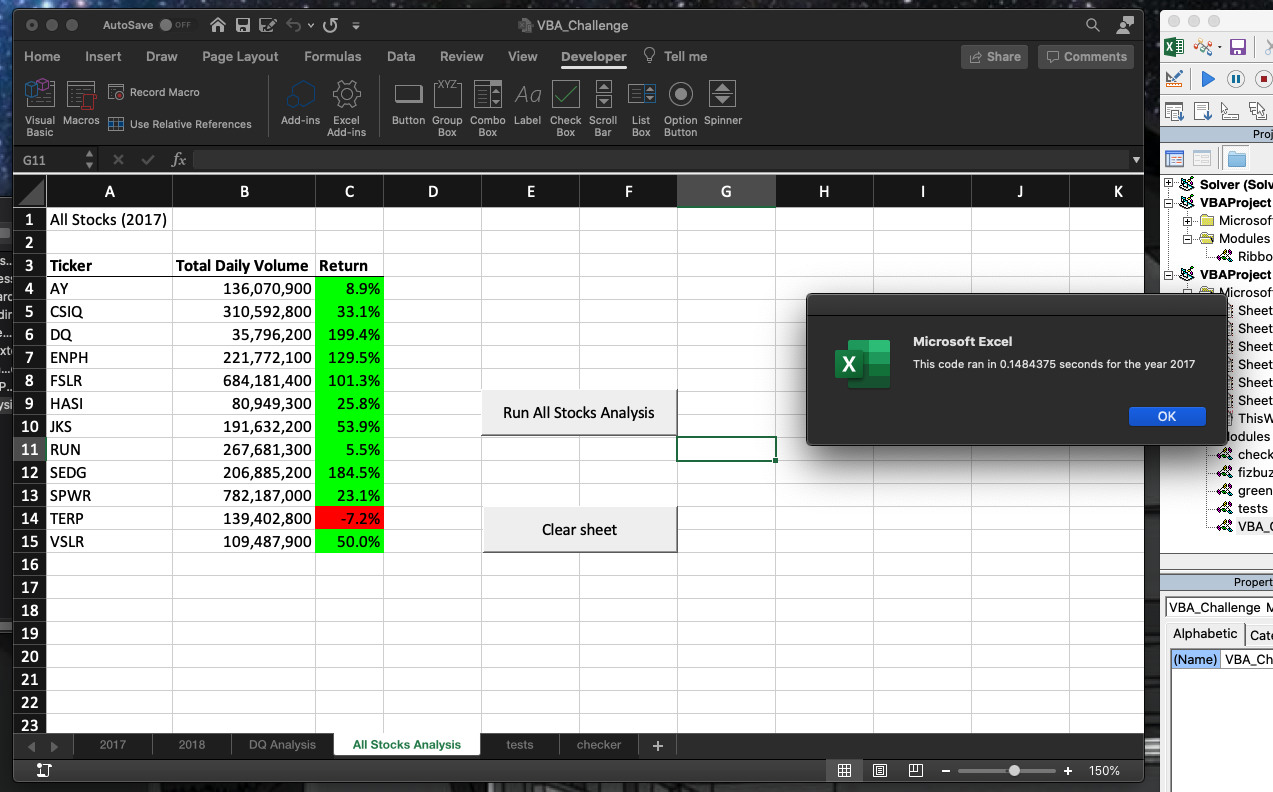 AutoSave OFF
VBA_Challenge
Home Insert Draw Page Layout Formulas Data Review View Developer Tell me
Share Comments
Visual Basic
Macros
Record Macro
Use Relative References
Add-ins
Excel Add-ins
Button
Group Box
Combo Box
Label
Check Box
Scroll Bar
List Box
Option Button
Spinner
G11
fx
A B C D E F G H I J K
1 All Stocks (2017)
2
3 Ticker Total Daily Volume Return
4 AY 136,070,900 8.9%
5 CSIQ 310,592,800 33.1%
6 DQ 35,796,200 199.4%
7 ENPH 221,772,100 129.5%
8 FSLR 684,181,400 101.3%
9 HASI 80,949,300 25.8%
10 JKS 191,632,200 53.9%
11 RUN 267,681,300 5.5%
12 SEDG 206,885,200 184.5%
13 SPWR 782,187,000 23.1%
14 TERP 139,402,800 -7.2%
15 VSLR 109,487,900 50.0%
16
17
18
19
20
21
22
23
Run All Stocks Analysis
Clear sheet
Microsoft Excel
This code ran in 0.1484375 seconds for the year 2017
OK
2017 2018 DQ Analysis All Stocks Analysis tests checker +
150%
Proj
Solver (Solv
VBAProject
Microsof
Modules
Ribbo
VBAProject
Microsof
Sheet
Sheet
Sheet
Sheet
Sheet
Sheet
ThisW
Modules
check
fizbuz
green
tests
VBA_C
Propert
VBA_Challenge M
Alphabetic Cate
(Name) VBA_Ch